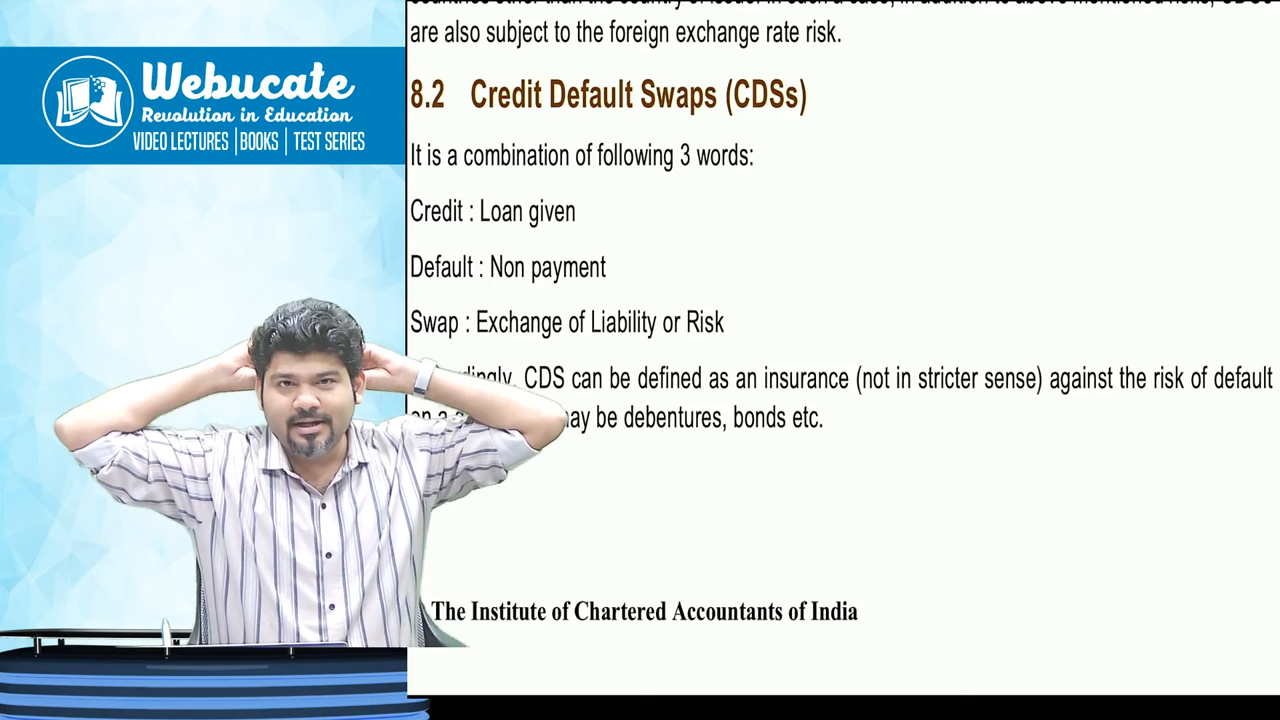 Webucate
Revolution in Education
VIDEO LECTURES | BOOKS | TEST SERIES
are also subject to the foreign exchange rate risk.
8.2 Credit Default Swaps (CDSs)
It is a combination of following 3 words:
Credit : Loan given
Default : Non payment
Swap : Exchange of Liability or Risk
CDS can be defined as an insurance (not in stricter sense) against the risk of default
be debentures, bonds etc.
The Institute of Chartered Accountants of India